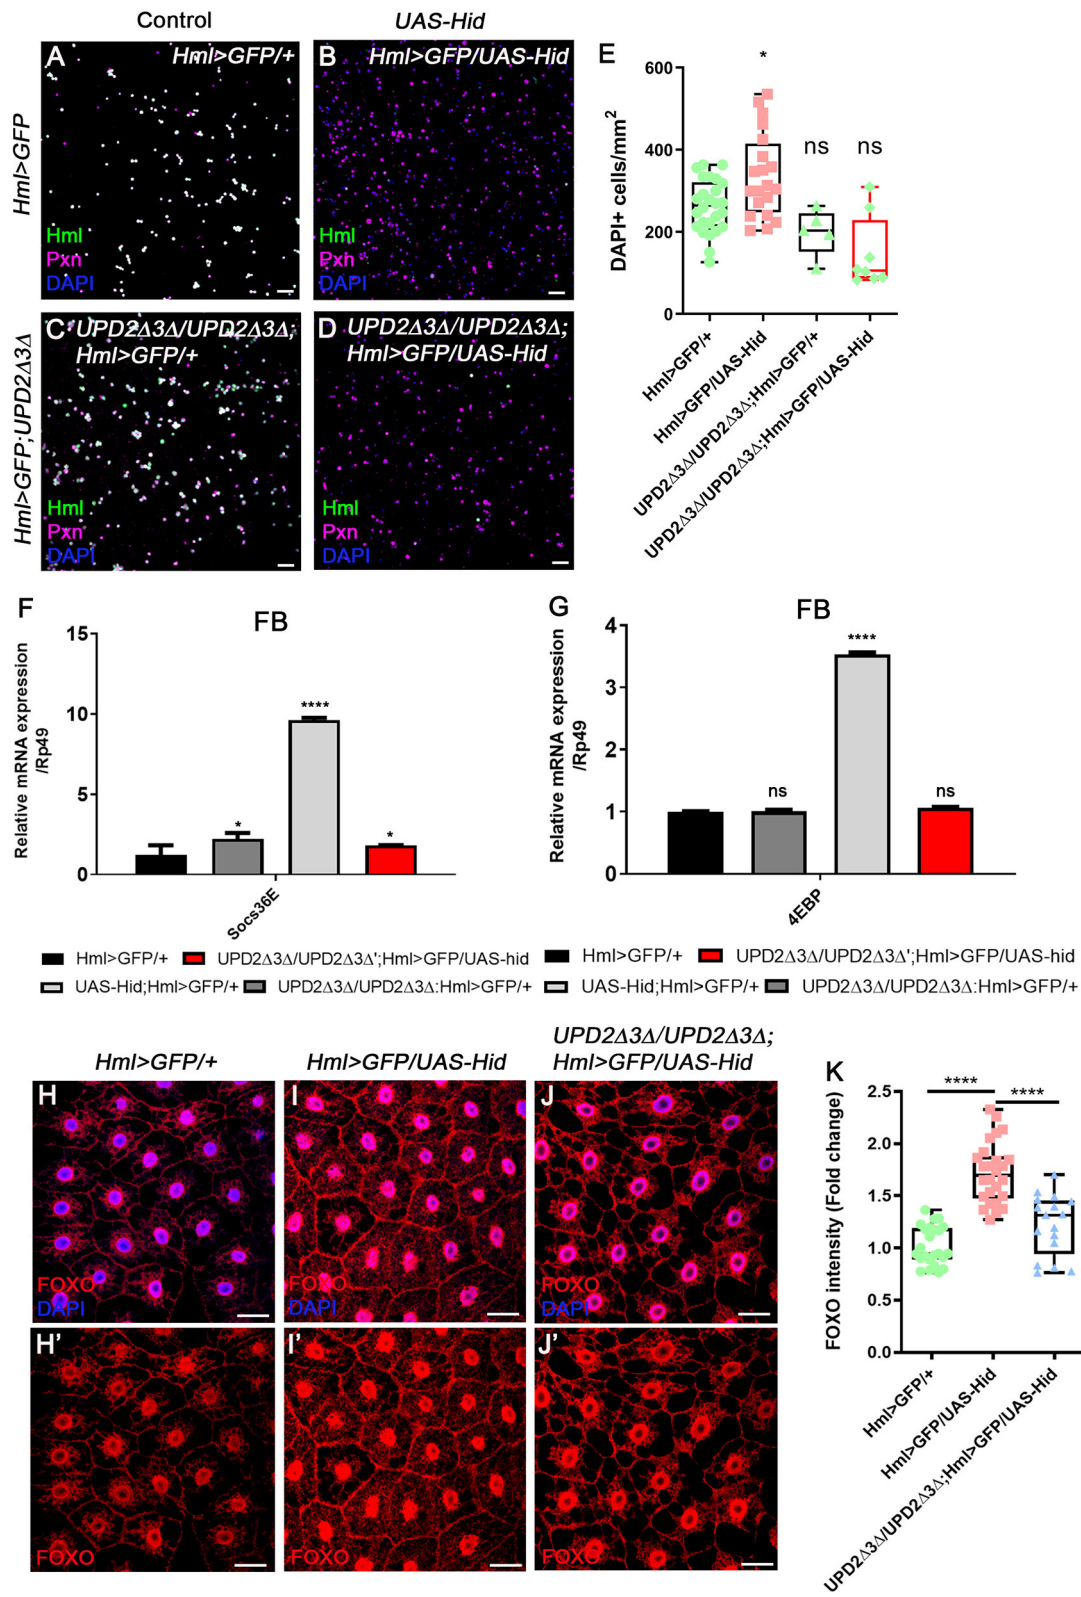 Control
UAS-Hid
Hml>GFP
Hml>GFP;UPD2Δ3Δ
A
Hml>GFP/+
Hml
Pxn
DAPI
B
Hml>GFP/UAS-Hid
Hml
Pxn
DAPI
C
UPD2Δ3Δ/UPD2Δ3Δ;
Hml>GFP/+
Hml
Pxn
DAPI
D
UPD2Δ3Δ/UPD2Δ3Δ;
Hml>GFP/UAS-Hid
Hml
Pxn
DAPI
E
DAPI+ cells/mm2
600
400
200
0
*
ns
ns
Hml>GFP/+
Hml>GFP/UAS-Hid
UPD2Δ3Δ/UPD2Δ3Δ;Hml>GFP/+
UPD2Δ3Δ/UPD2Δ3Δ;Hml>GFP/UAS-Hid
F
FB
Relative mRNA expression
/Rp49
15
10
5
0
*
****
*
Socs36E
Hml>GFP/+
UPD2Δ3Δ/UPD2Δ3Δ';Hml>GFP/UAS-hid
UAS-Hid;Hml>GFP/+
UPD2Δ3Δ/UPD2Δ3Δ:Hml>GFP/+
G
FB
Relative mRNA expression
/Rp49
4
3
2
1
0
ns
****
ns
4EBP
Hml>GFP/+
UPD2Δ3Δ/UPD2Δ3Δ';Hml>GFP/UAS-hid
UAS-Hid;Hml>GFP/+
UPD2Δ3Δ/UPD2Δ3Δ:Hml>GFP/+
Hml>GFP/+
Hml>GFP/UAS-Hid
UPD2Δ3Δ/UPD2Δ3Δ;
Hml>GFP/UAS-Hid
H
FOXO
DAPI
I
FOXO
DAPI
J
FOXO
DAPI
H'
FOXO
I'
FOXO
J'
FOXO
K
FOXO intensity (Fold change)
2.5
2.0
1.5
1.0
0.5
0.0
****
****
Hml>GFP/+
Hml>GFP/UAS-Hid
UPD2Δ3Δ/UPD2Δ3Δ;Hml>GFP/UAS-Hid